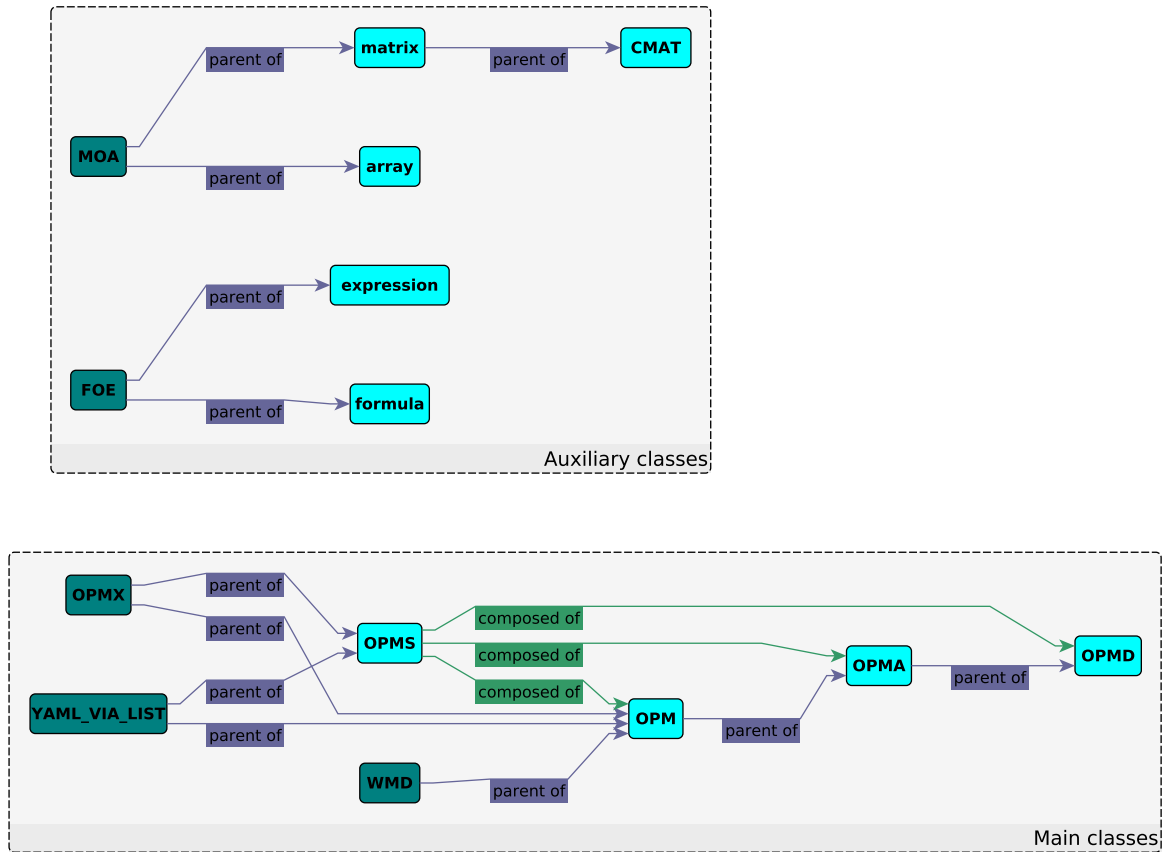 matrix
parent of
parent of
CMAT
MOA
parent of
array
expression
parent of
FOE
parent of
formula
Auxiliary classes
OPMX
parent of
parent of
OPMS
composed of
composed of
composed of
OPMA
OPMD
parent of
parent of
YAML_VIA_LIST
parent of
OPM
parent of
WMD
parent of
Main classes